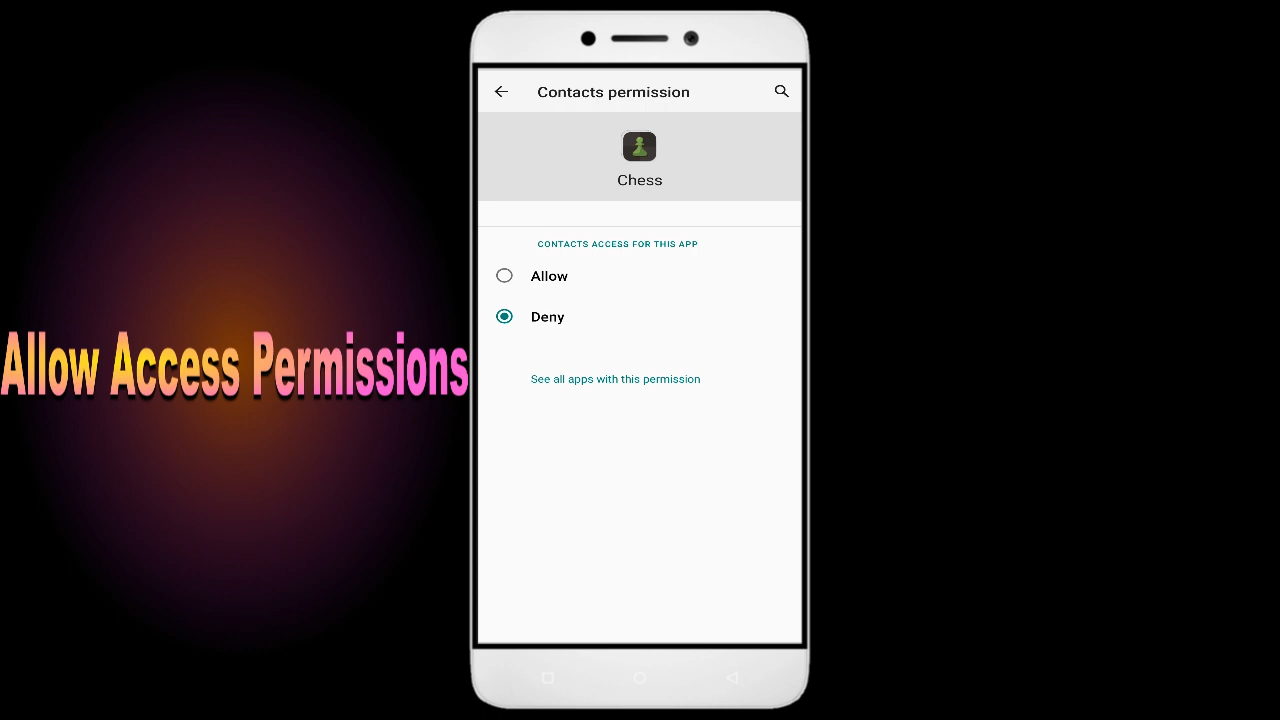 Contacts permission
Chess
CONTACTS ACCESS FOR THIS APP
Allow
Deny
Allow Access Permissions
See all apps with this permission